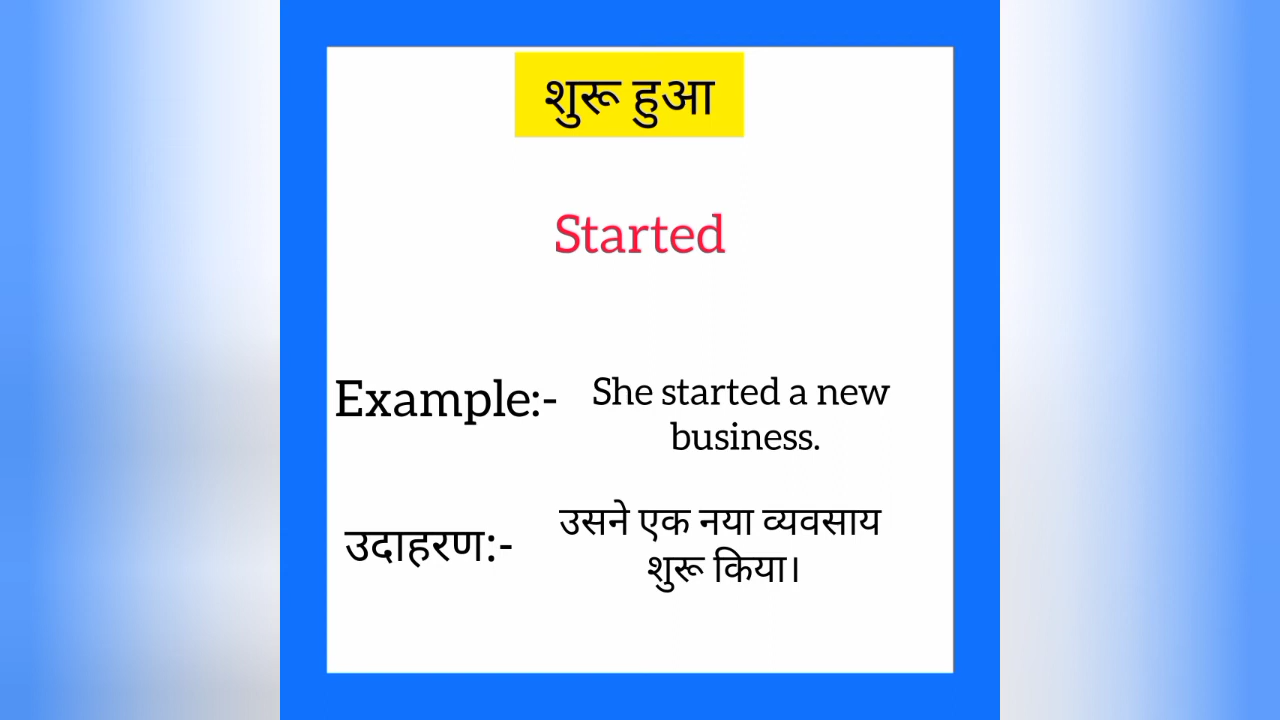 शुरू हुआ
Started
Example:- She started a new
business.
उदाहरण:- उसने एक नया व्यवसाय
शुरू किया।